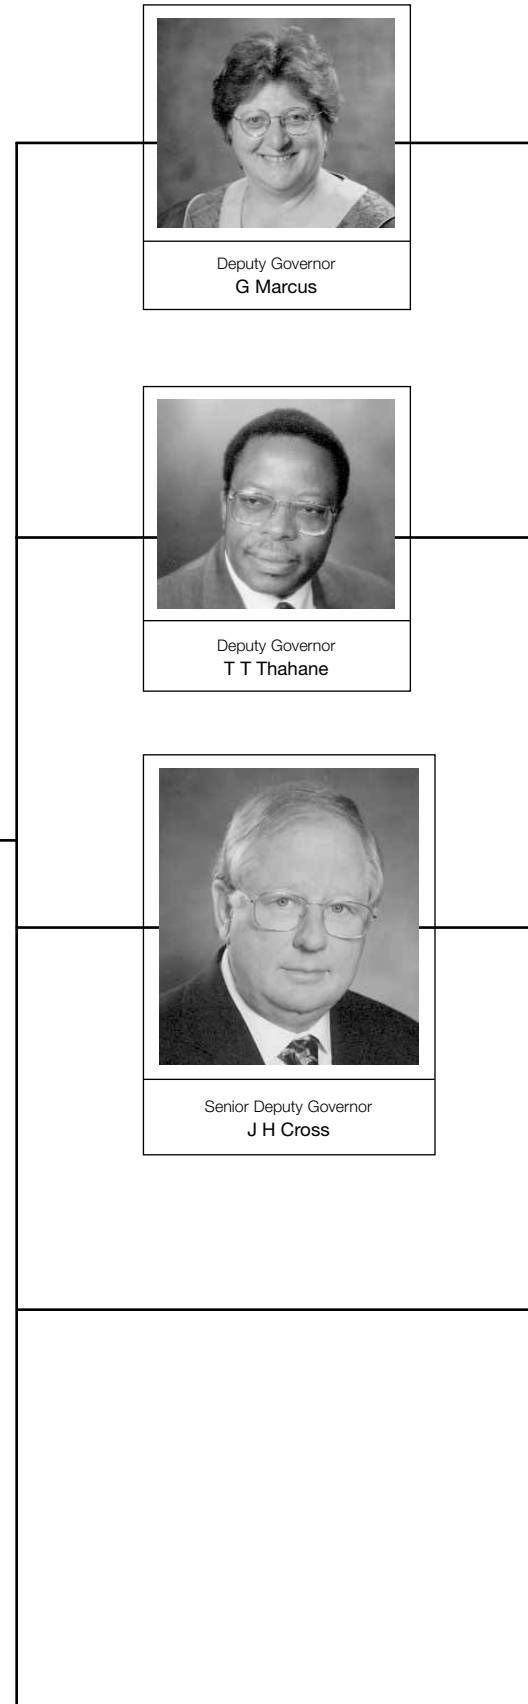 Deputy Governor
G Marcus
Deputy Governor
T T Thahane
Senior Deputy Governor
J H Cross